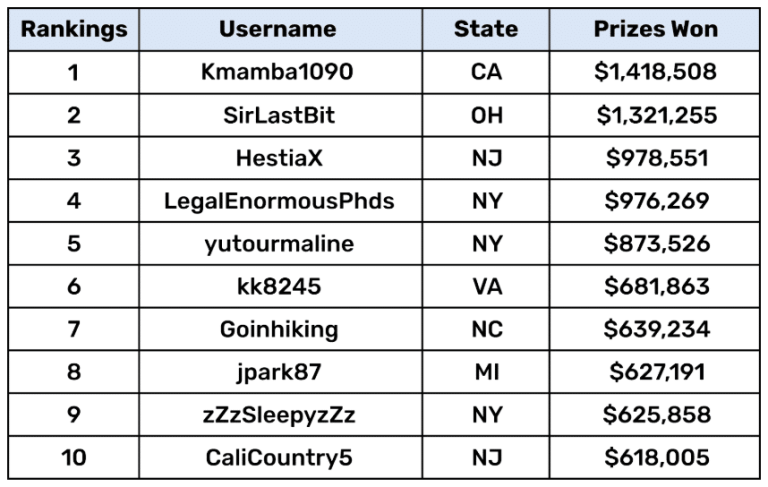 Rankings Username State Prizes Won
1 Kmamba1090 CA $1,418,508
2 SirLastBit OH $1,321,255
3 HestiaX NJ $978,551
4 LegalEnormousPhds NY $976,269
5 yutourmaline NY $873,526
6 kk8245 VA $681,863
7 Goinhiking NC $639,234
8 jpark87 MI $627,191
9 zZzSleepyzZz NY $625,858
10 CaliCountry5 NJ $618,005